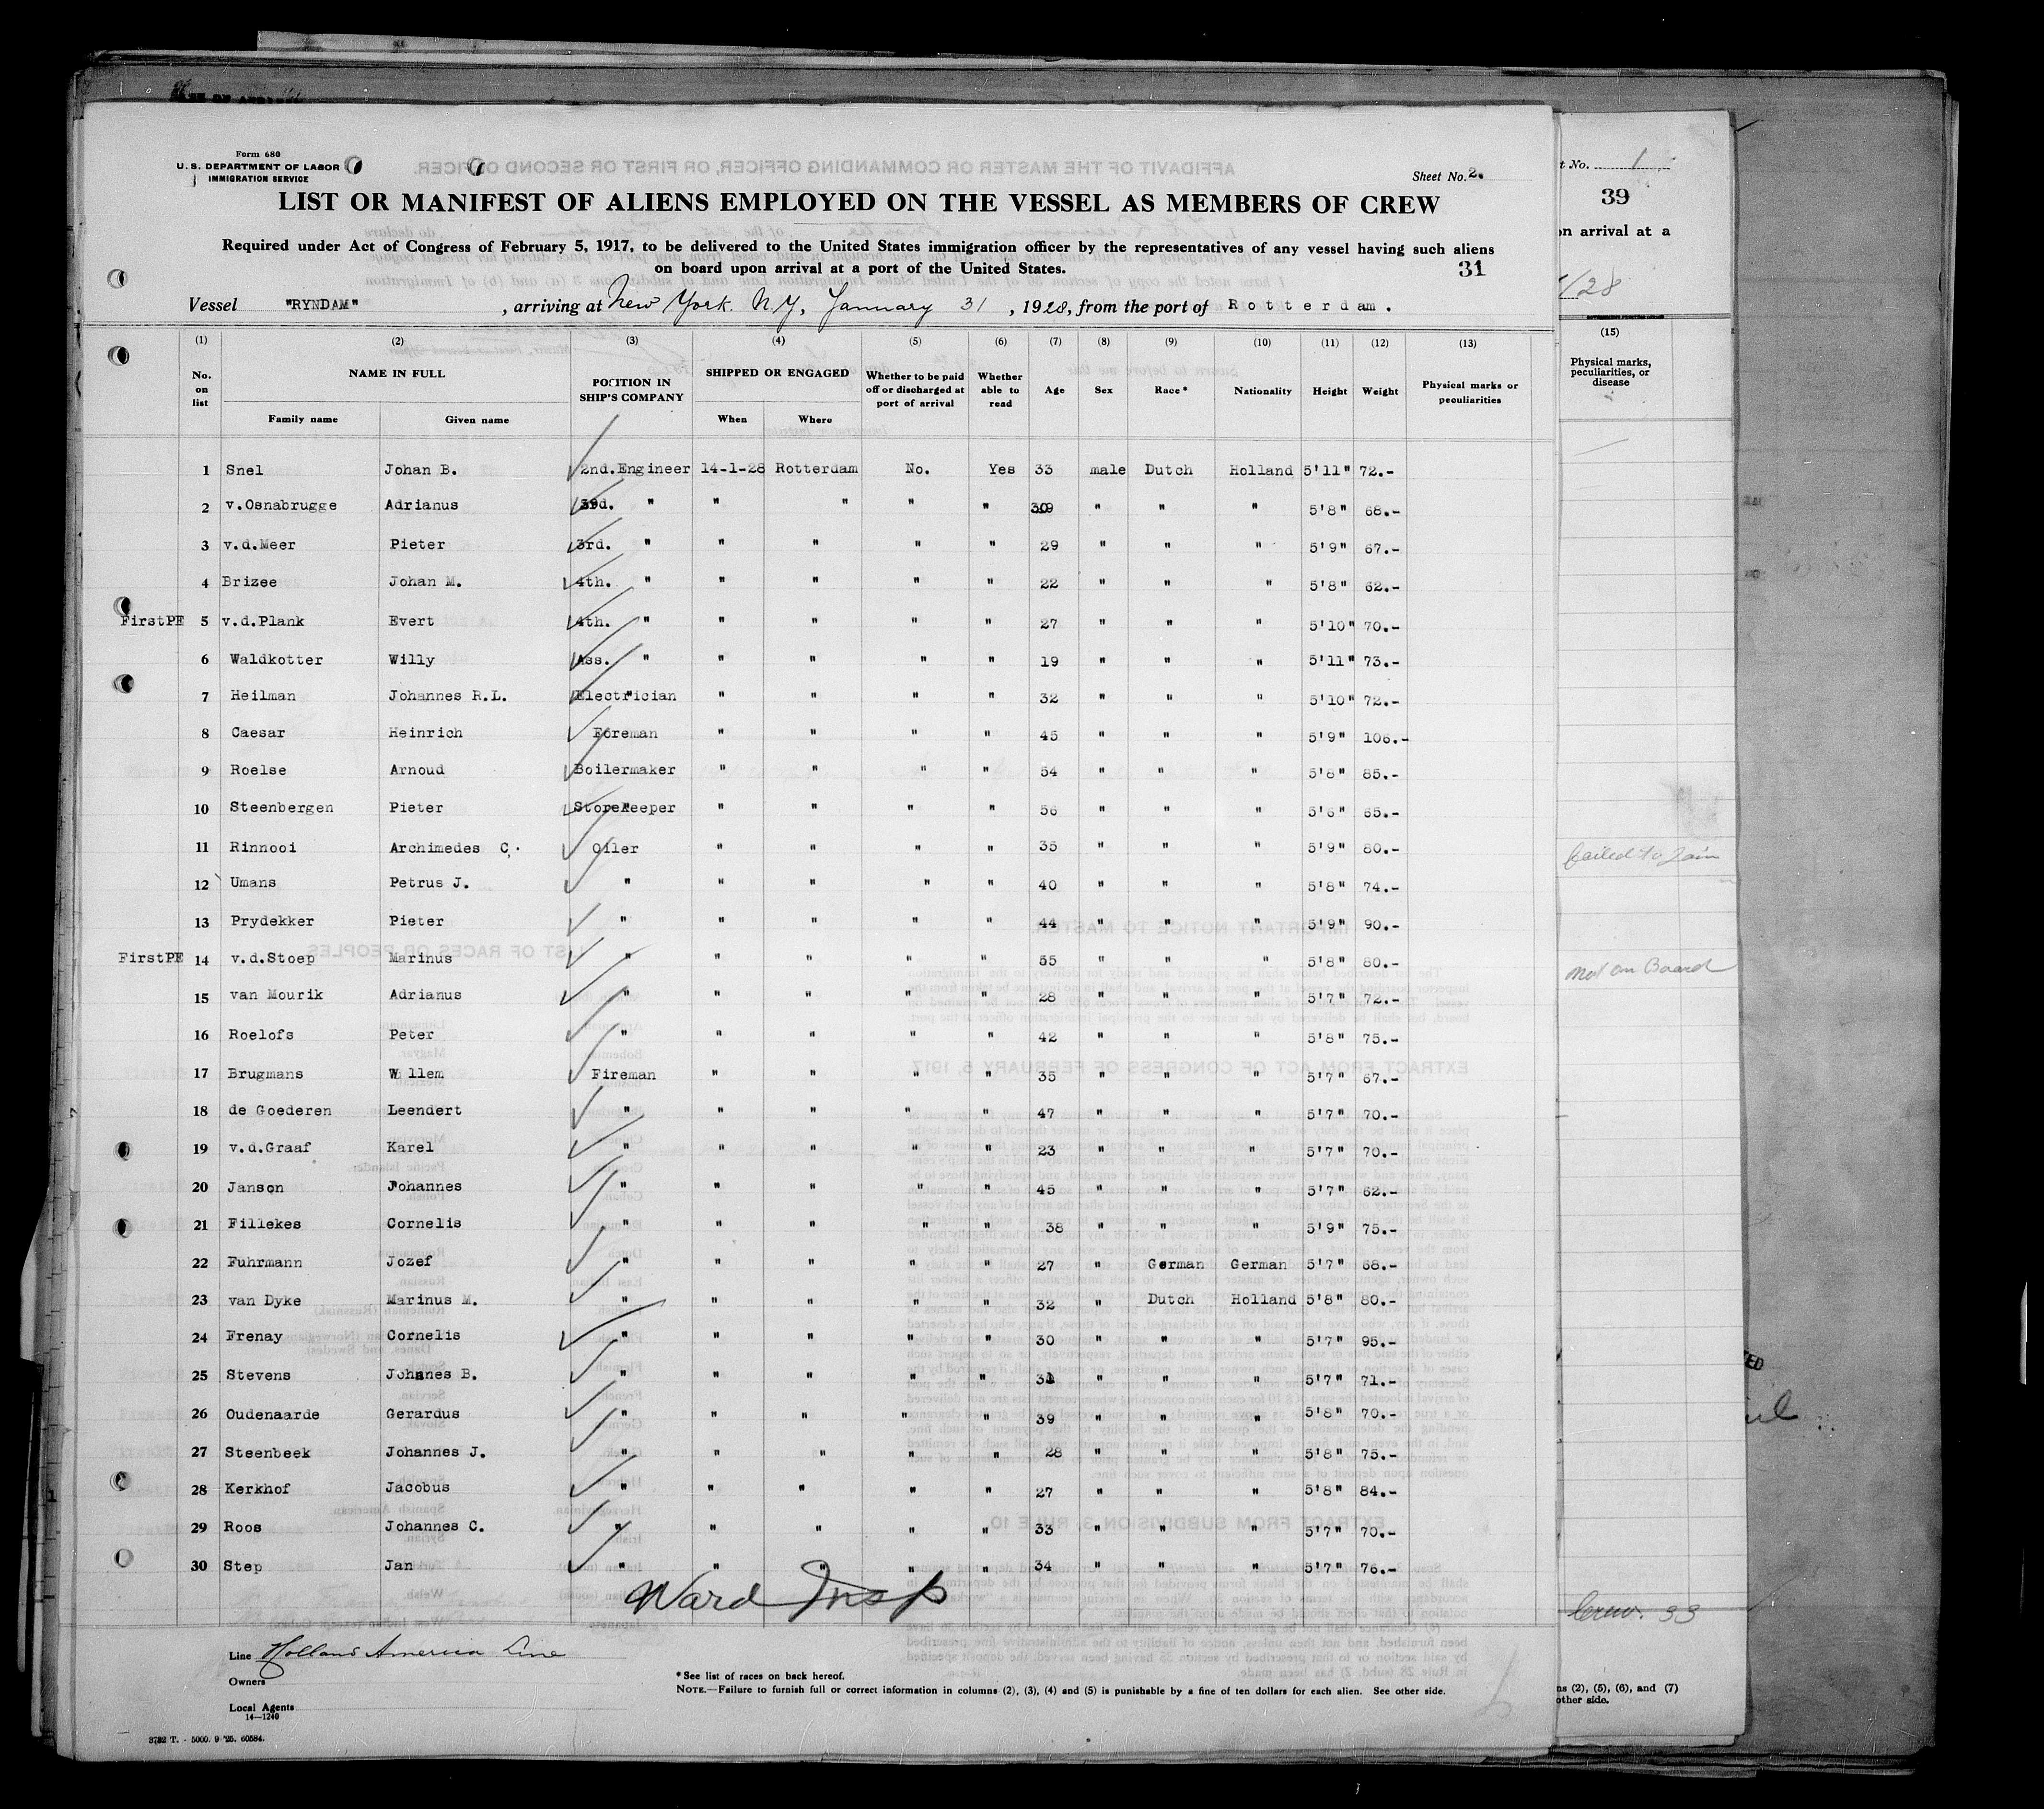 Form 680
U. S. DEPARTMENT OF LABOR
IMMIGRATION SERVICE
Sheet No. 2.
LIST OR MANIFEST OF ALIENS EMPLOYED ON THE VESSEL AS MEMBERS OF CREW
Required under Act of Congress of February 5, 1917, to be delivered to the United States immigration officer by the representatives of any vessel having such aliens
on board upon arrival at a port of the United States.
31
Vessel "RYNDAM" , arriving at New York. N.Y, January 31 , 1928, from the port of Rotterdam.
(1) (2) (3) (4) (5) (6) (7) (8) (9) (10) (11) (12) (13)
No. on list NAME IN FULL Family name Given name POSITION IN SHIP'S COMPANY SHIPPED OR ENGAGED When Where Whether to be paid off or discharged at port of arrival Whether able to read Age Sex Race* Nationality Height Weight Physical marks or peculiarities
1 Snel Johan B. 2nd.Engineer 14-1-28 Rotterdam No. Yes 33 male Dutch Holland 5'11" 72.-
2 v.Osnabrugge Adrianus 3rd. " " " " " " " " 5'8" 68.-
3 v.d.Meer Pieter 3rd. " " " " " 29 " " " 5'9" 67.-
4 Brizee Johan M. 4th. " " " " " 22 " " " 5'8" 62.-
FirstPE 5 v.d.Plank Evert 4th. " " " " " 27 " " " 5'10" 70.-
6 Waldkotter Willy Ass. " " " " " 19 " " " 5'11" 73.-
7 Heilman Johannes R.L. Electrician " " " " 32 " " " 5'10" 72.-
8 Caesar Heinrich Foreman " " " " 45 " " " 5'9" 106.-
9 Roelse Arnoud Boilermaker " " " " 54 " " " 5'8" 85.-
10 Steenbergen Pieter Storekeeper " " " " 56 " " " 5'6" 65.-
11 Rinnooi Archimedes C. Oiler " " " " 35 " " " 5'9" 80.-
12 Umans Petrus J. " " " " " 40 " " " 5'8" 74.-
13 Prydekker Pieter " " " " " 44 " " " 5'9" 90.-
FirstPE 14 v.d.Stoep Marinus " " " " " 55 " " " 5'8" 80.-
15 van Mourik Adrianus " " " " " 28 " " " 5'7" 72.-
16 Roelofs Peter " " " " " 42 " " " 5'8" 75.-
17 Brugmans W llem Fireman " " " " 35 " " " 5'7" 67.-
18 de Goederen Leendert " " " " " 47 " " " 5'7" 70.-
19 v.d.Graaf Karel " " " " " 23 " " " 5'7" 70.-
20 Janson Johannes " " " " " 45 " " " 5'7" 62.-
21 Fillekes Cornelis " " " " " 38 " " " 5'9" 75.-
22 Fuhrmann Jozef " " " " " 27 " German German 5'7" 68.-
23 van Dyke Marinus M. " " " " " 32 " Dutch Holland 5'8" 80.-
24 Frenay Cornelis " " " " " 30 " " " 5'7" 95.-
25 Stevens Johannes B. " " " " " " " " 5'7" 71.-
26 Oudenaarde Gerardus " " " " " 39 " " " 5'8" 70.-
27 Steenbeek Johannes J. " " " " " 28 " " " 5'8" 75.-
28 Kerkhof Jacobus " " " " " 27 " " " 5'8" 84.-
29 Roos Johannes C. " " " " " 33 " " " 5'7" 70.-
30 Step Jan " " " " " 34 " " " 5'7" 76.-
Ward Insp
Line Holland America Line
Owners
Local Agents
14—1240
*See list of races on back hereof.
NOTE.—Failure to furnish full or correct information in columns (2), (3), (4) and (5) is punishable by a fine of ten dollars for each alien. See other side.
3782 T. - 5000. 9 '25. 60584.
t No. 1
39
on arrival at a
/28
(15)
Physical marks, peculiarities, or disease
failed to Join
not on Board
Crew. 33
ns (2), (5), (6), and (7)
other side.